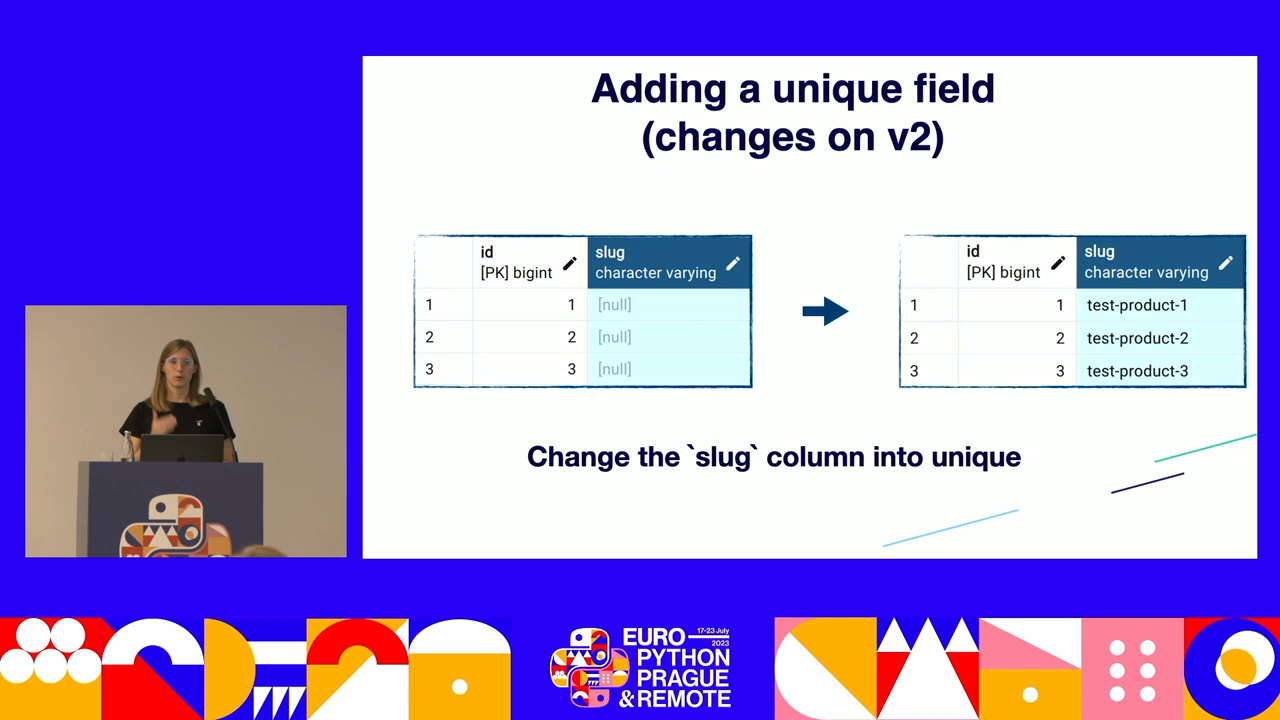 Adding a unique field
(changes on v2)
id
[PK] bigint
slug
character varying
1 1 [null]
2 2 [null]
3 3 [null]
id
[PK] bigint
slug
character varying
1 1 test-product-1
2 2 test-product-2
3 3 test-product-3
Change the `slug` column into unique
EURO 17-23 July 2023
PYTHON
PRAGUE
& REMOTE